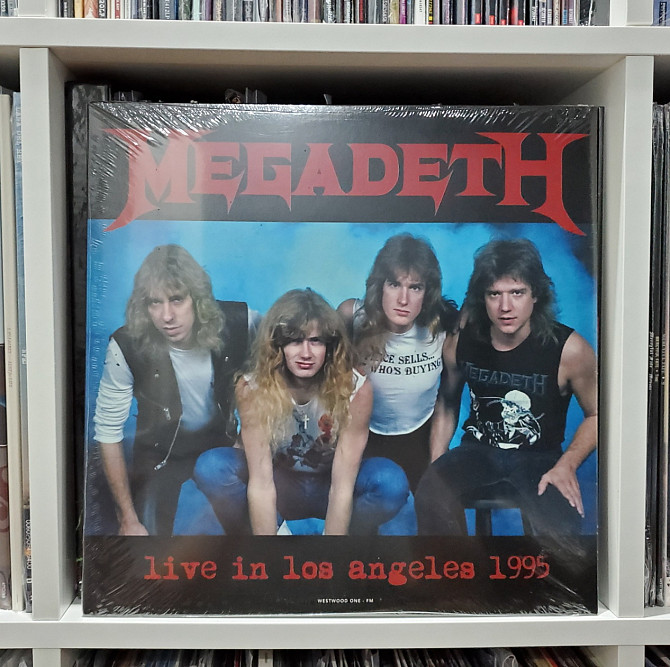 MEGADETH
PEACE SELLS...
WHO'S BUYING
MEGADETH
live in los angeles 1995
WESTWOOD ONE - FM